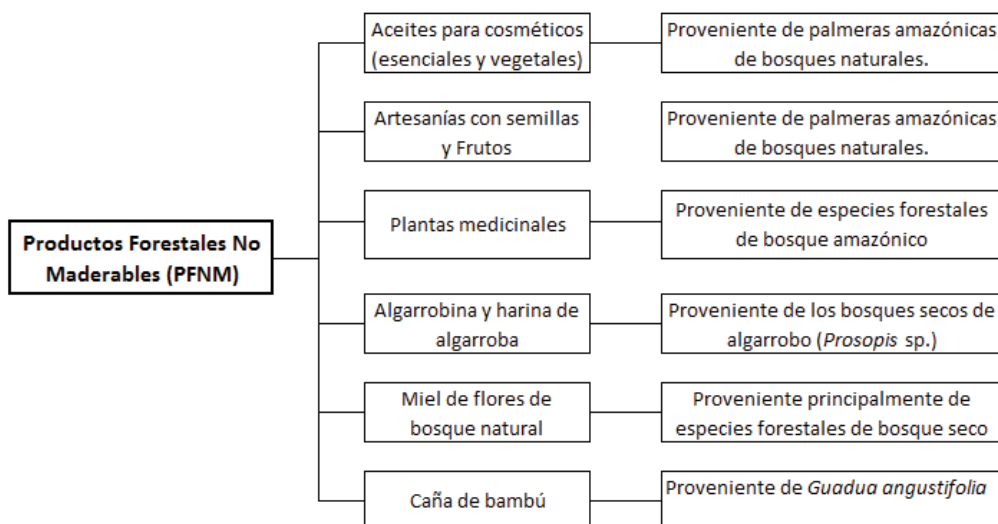 Productos Forestales No
Maderables (PFNM)
Aceites para cosméticos
(esenciales y vegetales)
Proveniente de palmeras amazónicas
de bosques naturales.
Artesanías con semillas
y Frutos
Proveniente de palmeras amazónicas
de bosques naturales.
Plantas medicinales
Proveniente de especies forestales
de bosque amazónico
Algarrobina y harina de
algarroba
Proveniente de los bosques secos de
algarrobo (Prosopis sp.)
Miel de flores de
bosque natural
Proveniente principalmente de
especies forestales de bosque seco
Caña de bambú
Proveniente de Guadua angustifolia